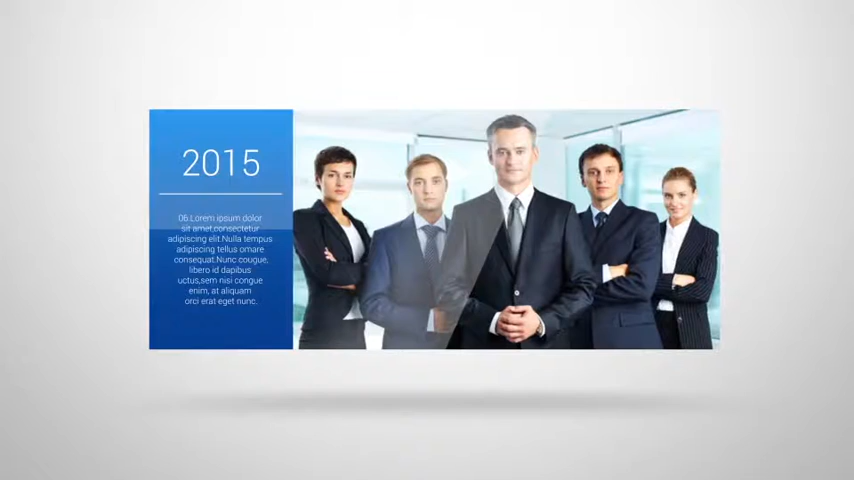 2015
06.Lorem ipsum dolor
sit amet,consectetur
adipiscing elit.Nulla tempus
adipiscing tellus ornare
consequat.Nunc cougue,
libero id dapibus
uctus,sem nisi congue
enim, at aliquam
orci erat eget nunc.